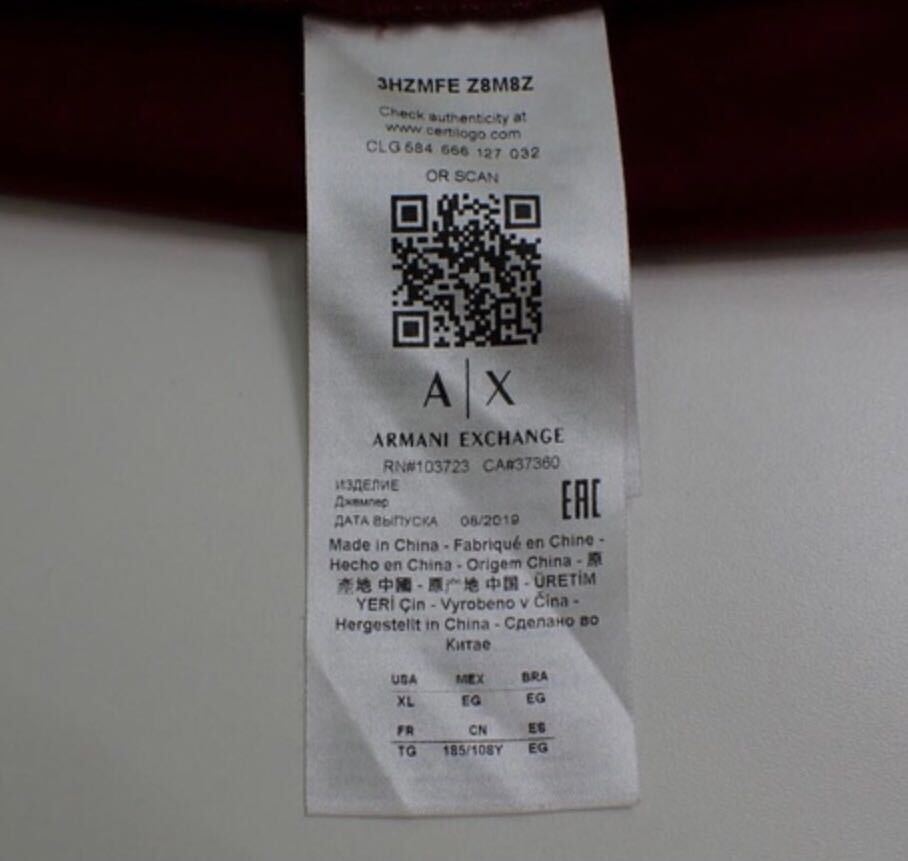 3HZMFE Z8M8Z
Check authenticity at
www.certilogo.com
CLG 584 666 127 032
OR SCAN
A|X
ARMANI EXCHANGE
RN#103723 CA#37360
ИЗДЕЛИЕ
Джемпер
ДАТА ВЫПУСКА 08/2019
EAC
Made in China - Fabriqué en Chine -
Hecho en China - Origem China - 原
產地 中國 - 原产地 中国 - ÜRETİM
YERİ Çin - Vyrobeno v Čína -
Hergestellt in China - Сделано во
Китае
USA MEX BRA
XL EG EG
FR CN ES
TG 185/108Y EG